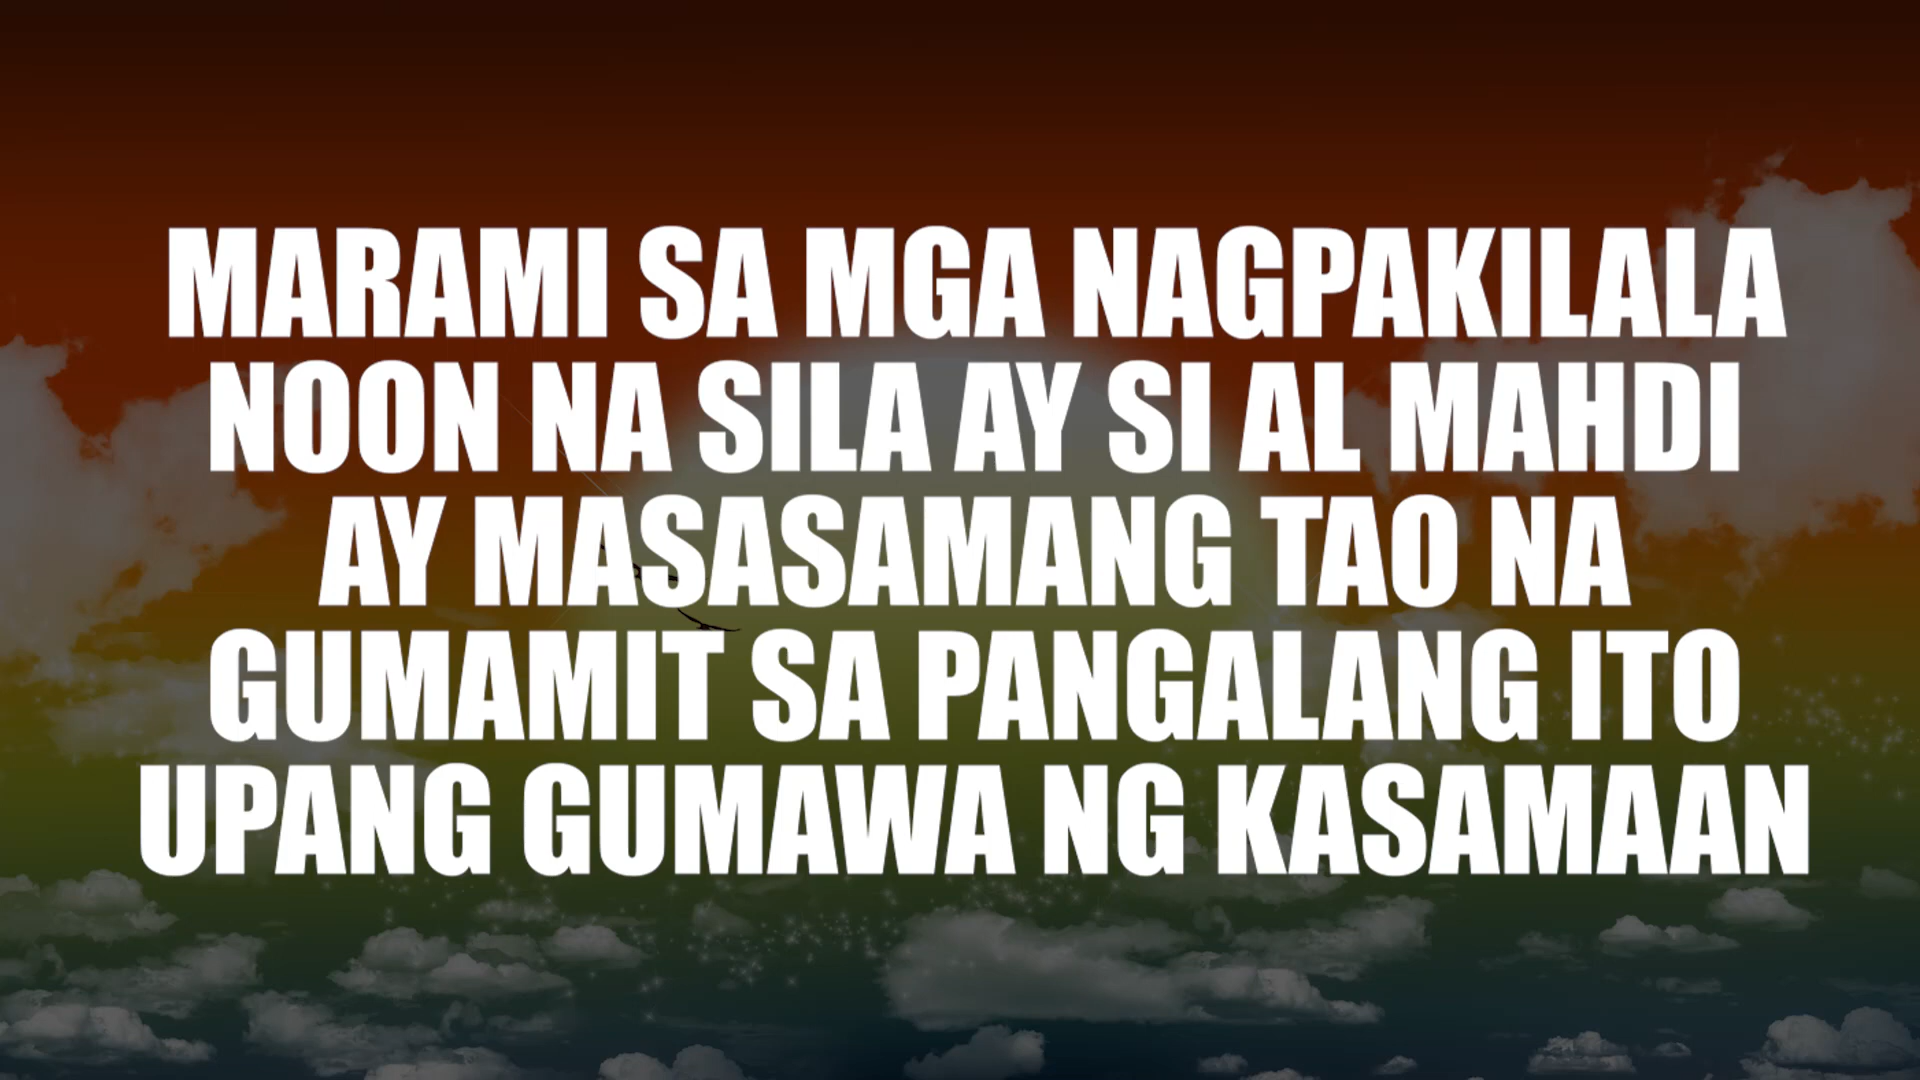 MARAMI SA MGA NAGPAKILALA
NOON NA SILA AY SI AL MAHDI
AY MASASAMANG TAO NA
GUMAMIT SA PANGALANG ITO
UPANG GUMAWA NG KASAMAAN